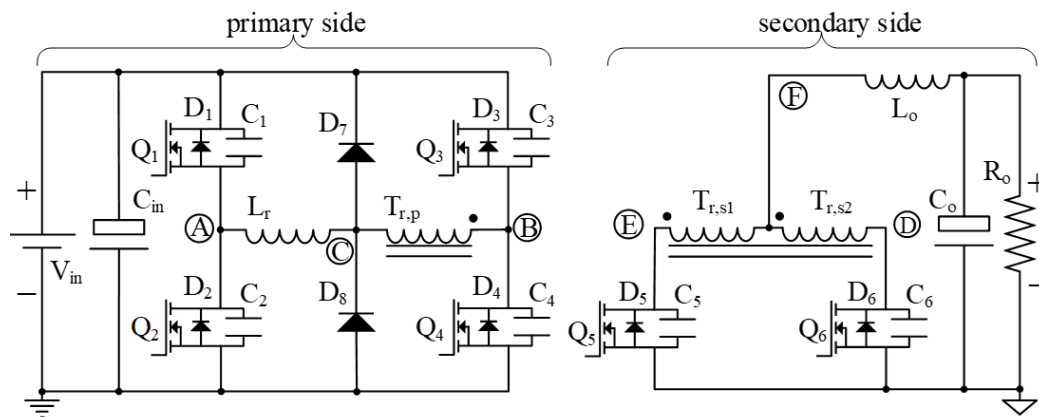 primary side
secondary side
F
D₁ C₁ D₇ D₃ C₃
Lₒ
Q₁ Q₃
Rₒ
+
Cᵢₙ Lᵣ Tᵣ,ₚ Tᵣ,ₛ₁ Tᵣ,ₛ₂ Cₒ +
A C B E D
Vᵢₙ
−
D₂ C₂ D₈ D₄ C₄ D₅ C₅ D₆ C₆ −
Q₂ Q₄ Q₅ Q₆